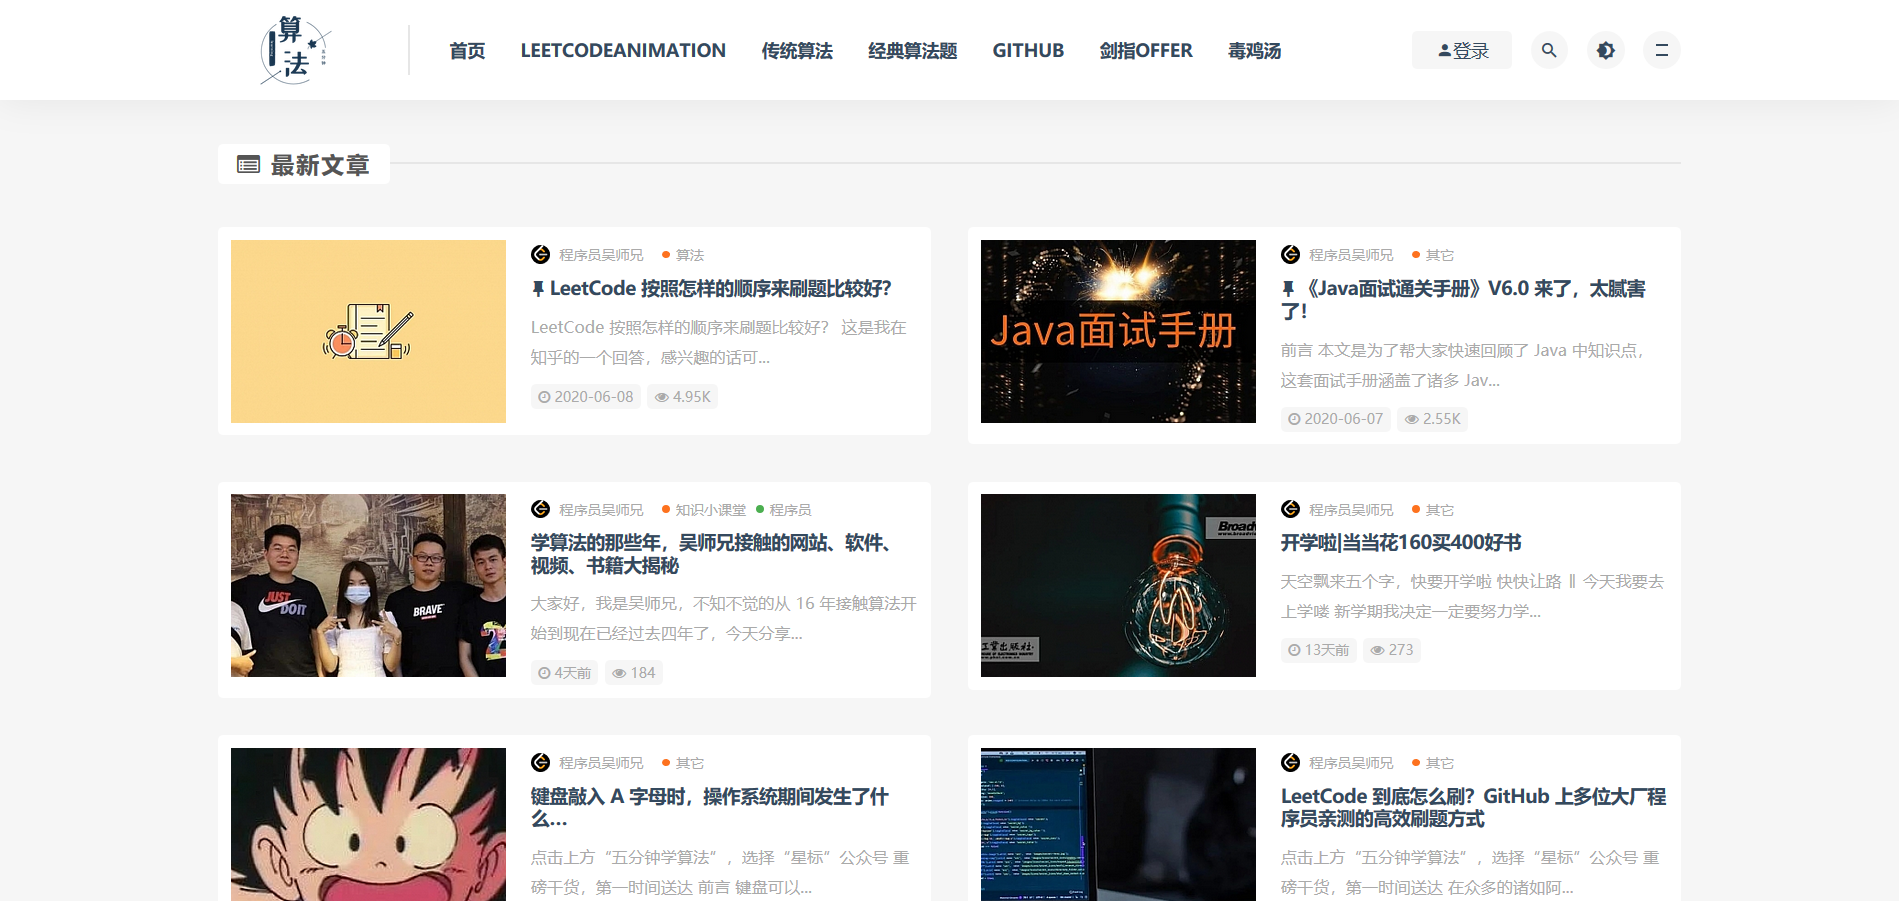 算法
首页 LEETCODEANIMATION 传统算法 经典算法题 GITHUB 剑指OFFER 毒鸡汤 登录
最新文章
程序员吴师兄 算法
LeetCode 按照怎样的顺序来刷题比较好？
LeetCode 按照怎样的顺序来刷题比较好？ 这是我在
知乎的一个回答，感兴趣的话可...
2020-06-08 4.95K
Java面试手册
程序员吴师兄 其它
《Java面试通关手册》V6.0 来了，太腻害
了！
前言 本文是为了帮大家快速回顾了 Java 中知识点，
这套面试手册涵盖了诸多 Jav...
2020-06-07 2.55K
JUST
DO IT
BRAVE
程序员吴师兄 知识小课堂 程序员
学算法的那些年，吴师兄接触的网站、软件、
视频、书籍大揭秘
大家好，我是吴师兄，不知不觉的从 16 年接触算法开
始到现在已经过去四年了，今天分享...
4天前 184
Broadv
工业出版社
程序员吴师兄 其它
开学啦|当当花160买400好书
天空飘来五个字，快要开学啦 快快让路 ‖ 今天我要去
上学喽 新学期我决定一定要努力学...
13天前 273
程序员吴师兄 其它
键盘敲入 A 字母时，操作系统期间发生了什
么...
点击上方“五分钟学算法”，选择“星标”公众号 重
磅干货，第一时间送达 前言 键盘可以...
程序员吴师兄 其它
LeetCode 到底怎么刷？GitHub 上多位大厂程
序员亲测的高效刷题方式
点击上方“五分钟学算法”，选择“星标”公众号 重
磅干货，第一时间送达 在众多的诸如阿...